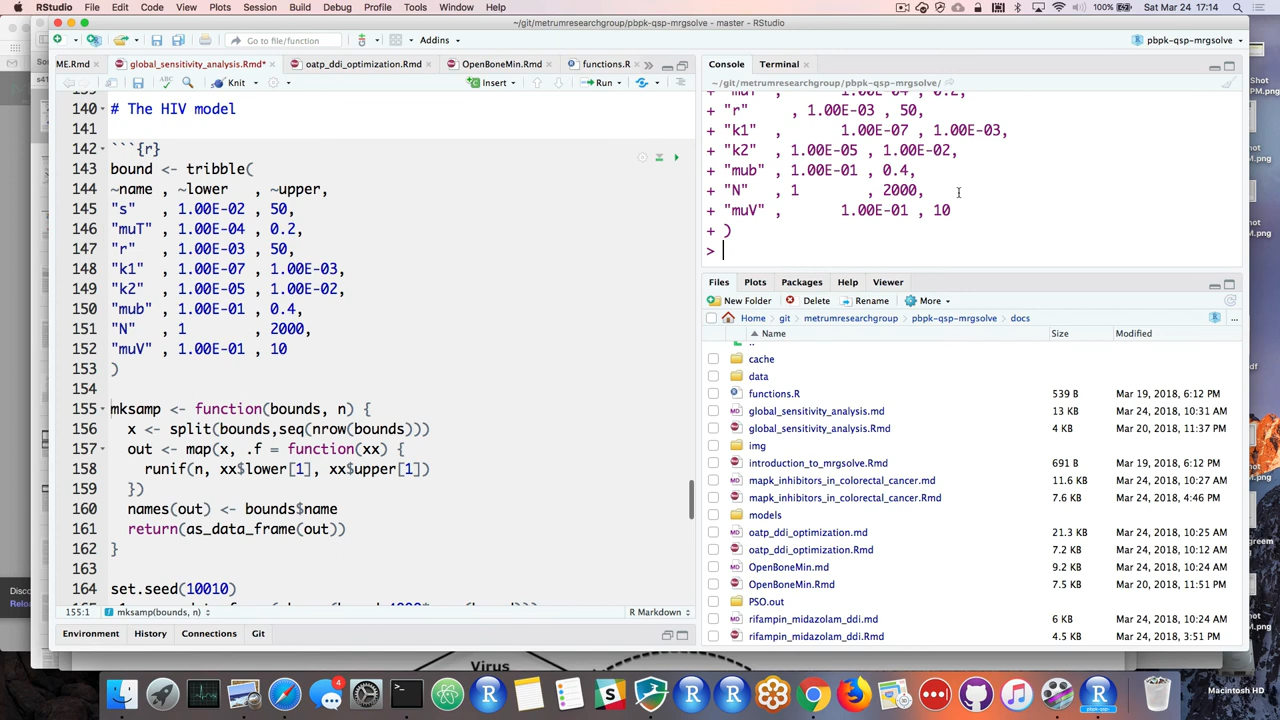 RStudio File Edit Code View Plots Session Build Debug Profile Tools Window Help 100% Sat Mar 24 17:14
~/git/metrumresearchgroup/pbpk-qsp-mrgsolve - master - RStudio
Go to file/function Addins pbpk-qsp-mrgsolve
ME.Rmd global_sensitivity_analysis.Rmd* oatp_ddi_optimization.Rmd OpenBoneMin.Rmd functions.R
ABC Knit Insert Run
140 # The HIV model
141
142 ```{r}
143 bound <- tribble(
144 ~name , ~lower , ~upper,
145 "s" , 1.00E-02 , 50,
146 "muT" , 1.00E-04 , 0.2,
147 "r" , 1.00E-03 , 50,
148 "k1" , 1.00E-07 , 1.00E-03,
149 "k2" , 1.00E-05 , 1.00E-02,
150 "mub" , 1.00E-01 , 0.4,
151 "N" , 1 , 2000,
152 "muV" , 1.00E-01 , 10
153 )
154
155 mksamp <- function(bounds, n) {
156 x <- split(bounds,seq(nrow(bounds)))
157 out <- map(x, .f = function(xx) {
158 runif(n, xx$lower[1], xx$upper[1])
159 })
160 names(out) <- bounds$name
161 return(as_data_frame(out))
162 }
163
164 set.seed(10010)
155:1 mksamp(bounds, n) R Markdown
Environment History Connections Git
Console Terminal
~/git/metrumresearchgroup/pbpk-qsp-mrgsolve/
+ "muT" , 1.00E-04 , 0.2,
+ "r" , 1.00E-03 , 50,
+ "k1" , 1.00E-07 , 1.00E-03,
+ "k2" , 1.00E-05 , 1.00E-02,
+ "mub" , 1.00E-01 , 0.4,
+ "N" , 1 , 2000,
+ "muV" , 1.00E-01 , 10
+ )
>
Files Plots Packages Help Viewer
New Folder Delete Rename More
Home git metrumresearchgroup pbpk-qsp-mrgsolve docs ...
Name Size Modified
..
cache
data
functions.R 539 B Mar 19, 2018, 6:12 PM
global_sensitivity_analysis.md 13 KB Mar 24, 2018, 10:31 AM
global_sensitivity_analysis.Rmd 4 KB Mar 20, 2018, 11:37 PM
img
introduction_to_mrgsolve.Rmd 691 B Mar 19, 2018, 6:12 PM
mapk_inhibitors_in_colorectal_cancer.md 11.6 KB Mar 24, 2018, 10:27 AM
mapk_inhibitors_in_colorectal_cancer.Rmd 7.6 KB Mar 24, 2018, 4:46 PM
models
oatp_ddi_optimization.md 21.3 KB Mar 24, 2018, 10:25 AM
oatp_ddi_optimization.Rmd 7.2 KB Mar 24, 2018, 10:12 AM
OpenBoneMin.md 9.2 KB Mar 24, 2018, 10:24 AM
OpenBoneMin.Rmd 7.5 KB Mar 20, 2018, 11:51 PM
PSO.out
rifampin_midazolam_ddi.md 6 KB Mar 24, 2018, 10:24 AM
rifampin_midazolam_ddi.Rmd 4.5 KB Mar 24, 2018, 3:51 PM
Virus
Macintosh HD